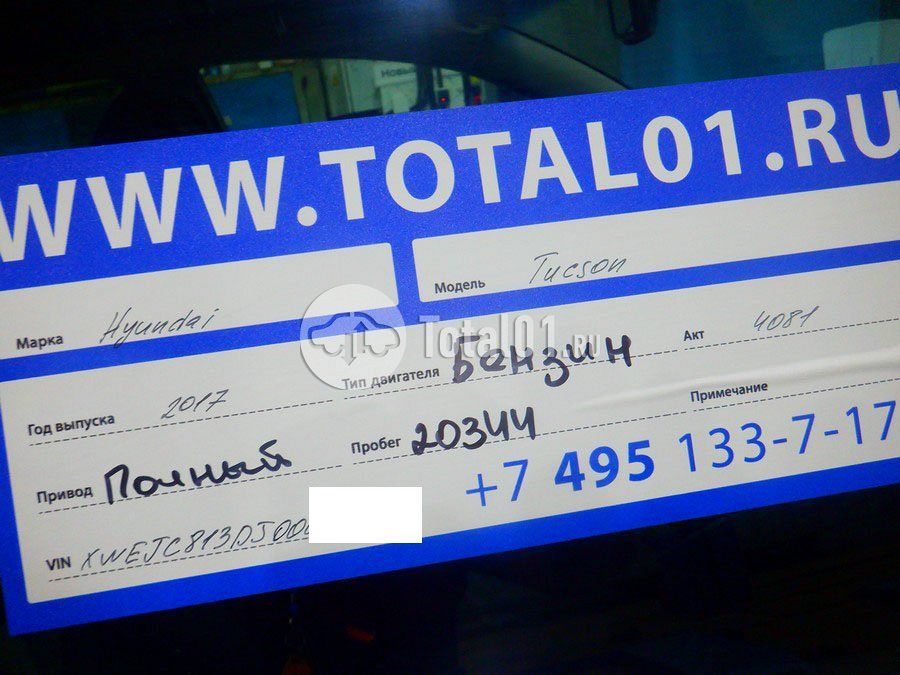 Новый
WWW.TOTAL01.RU
Марка Hyundai Модель Tucson
Total01.ru
Год выпуска 2017 Тип двигателя Бензин Акт 4081
Привод Полный Пробег 20344 Примечание
+7 495 133-7-17
VIN XWEJC813DJ000